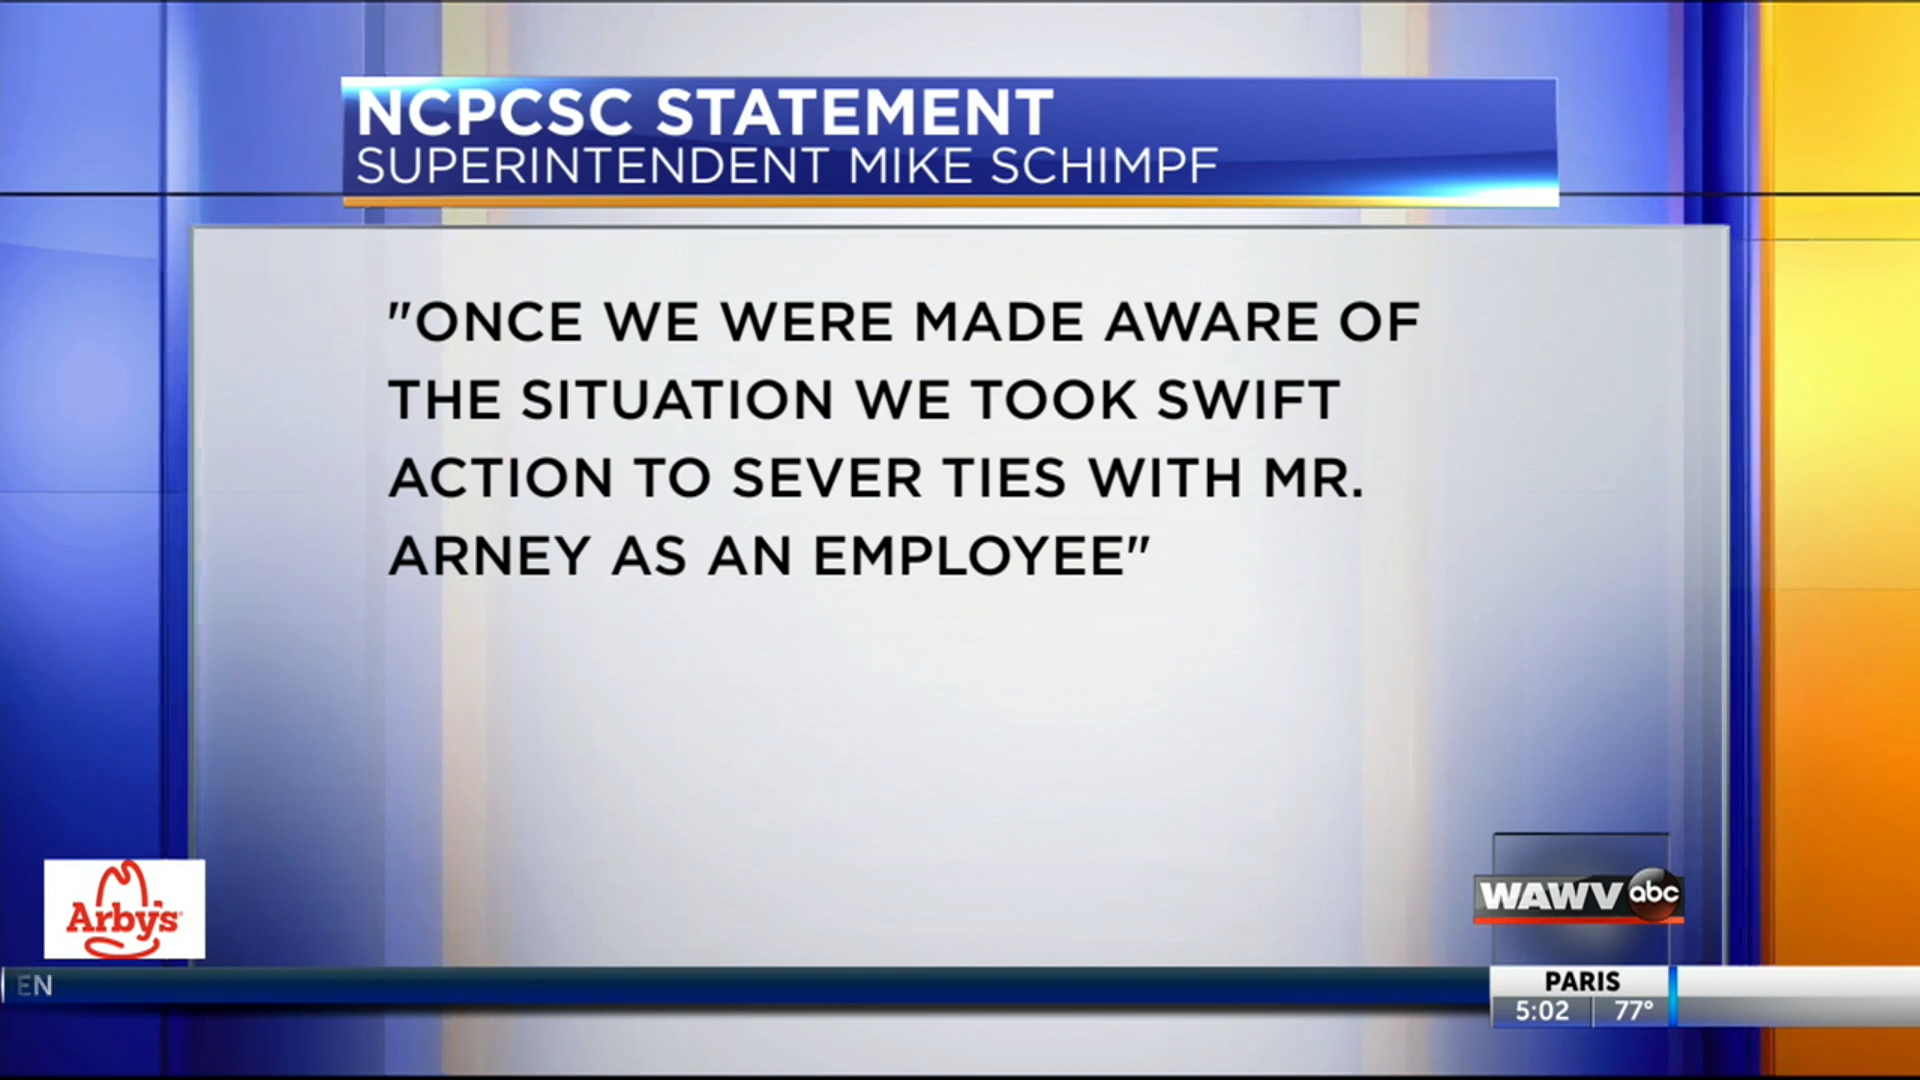 NCPCSC STATEMENT
SUPERINTENDENT MIKE SCHIMPF
"ONCE WE WERE MADE AWARE OF
THE SITUATION WE TOOK SWIFT
ACTION TO SEVER TIES WITH MR.
ARNEY AS AN EMPLOYEE"
Arby's
WAWV abc
EN
PARIS
5:02 77°